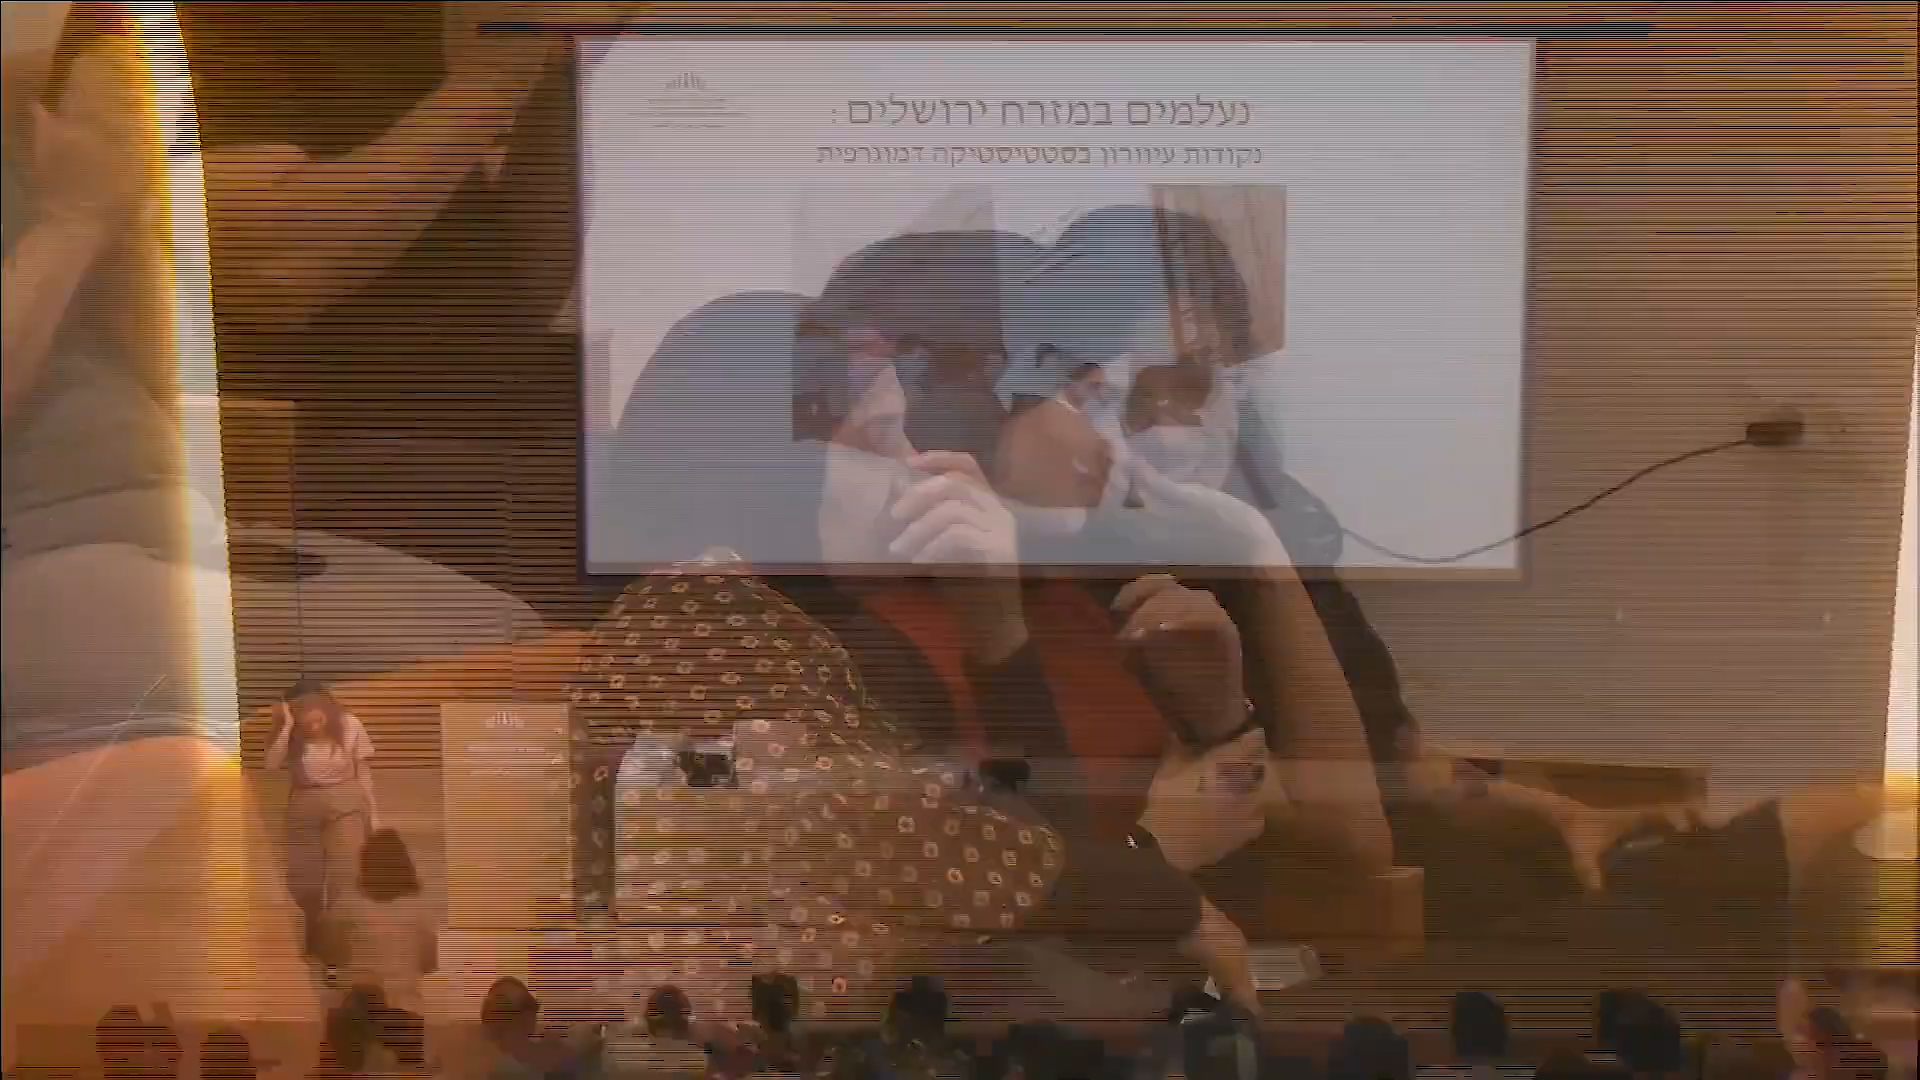 נעלמים במזרח ירושלים:
נקודות עיוורון בסטטיסטיקה דמוגרפית